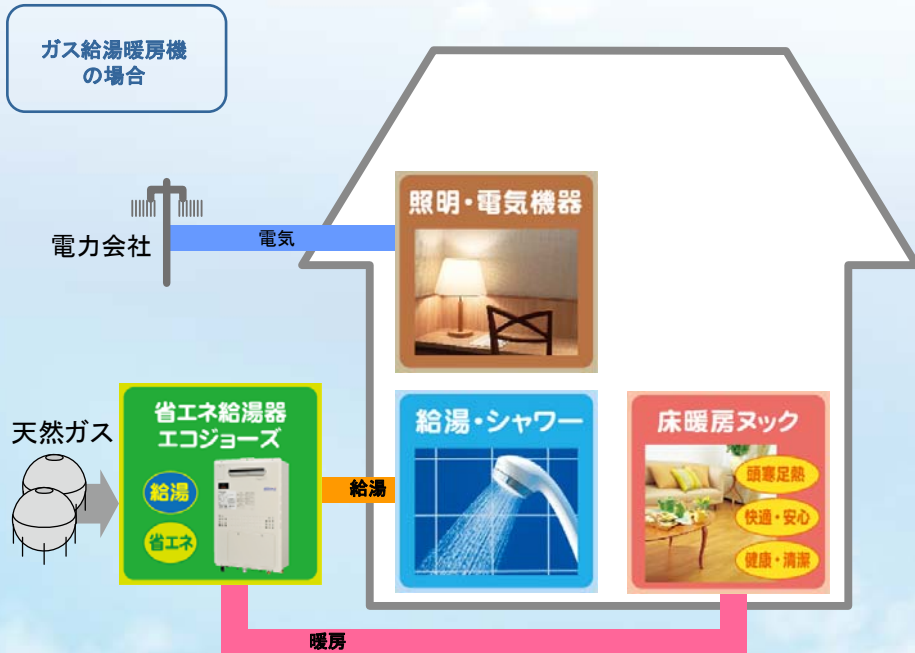 ガス給湯暖房機
の場合
照明・電気機器
電力会社
電気
天然ガス
省エネ給湯器
エコジョーズ
給湯
省エネ
給湯
給湯・シャワー
床暖房ヌック
頭寒足熱
快適・安心
健康・清潔
暖房